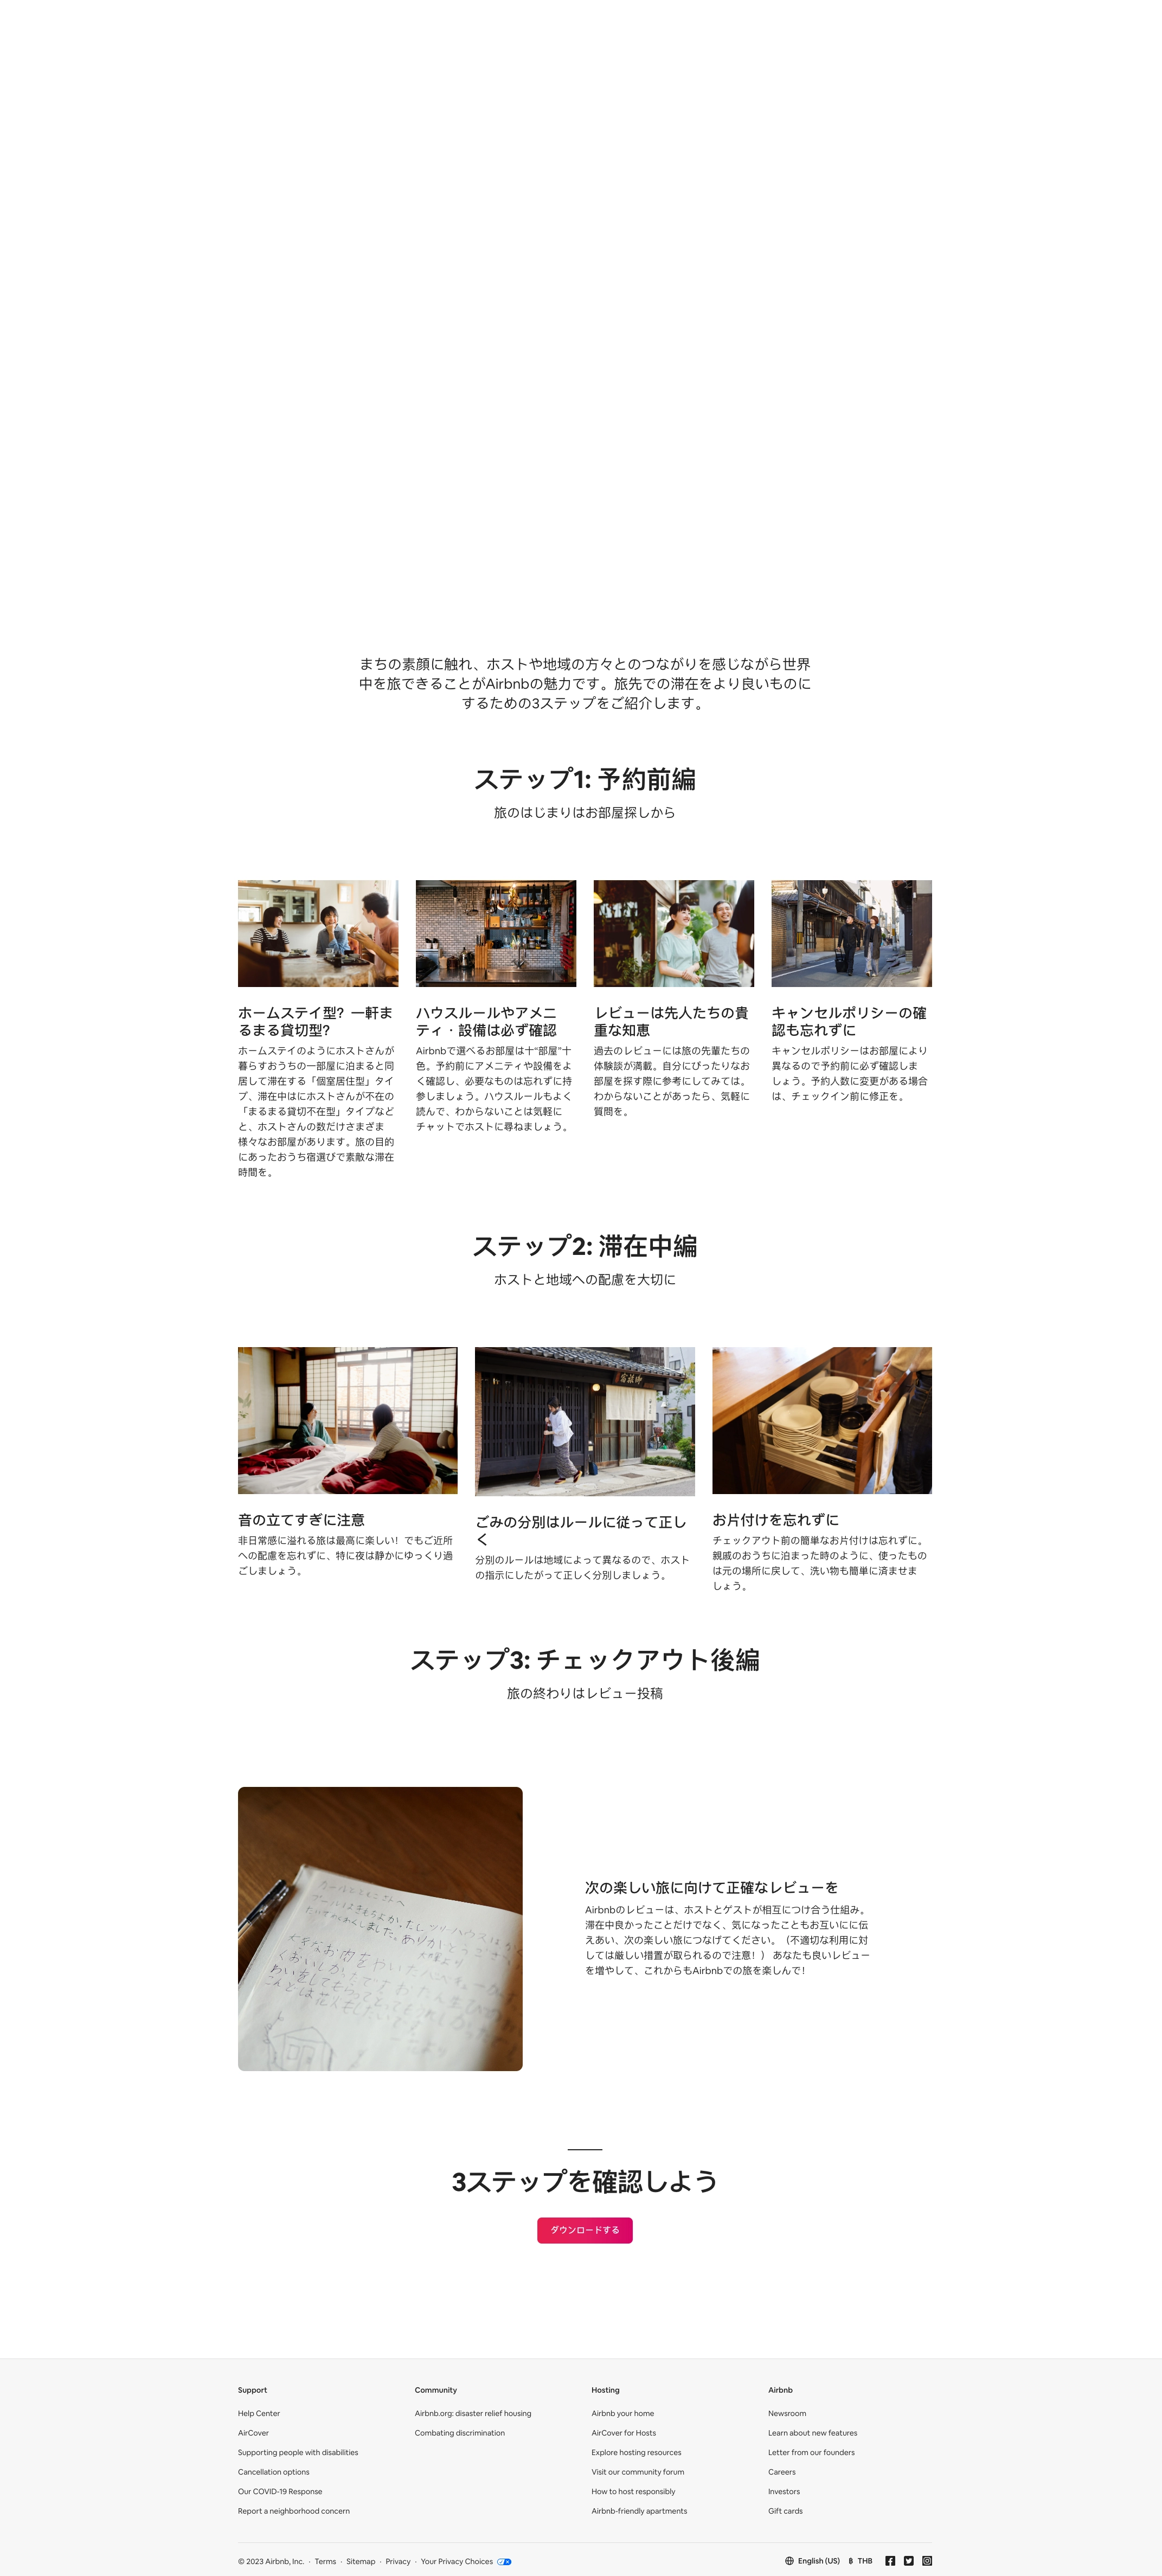 まちの素顔に触れ、ホストや地域の方々とのつながりを感じながら世界
中を旅できることがAirbnbの魅力です。旅先での滞在をより良いものに
するための3ステップをご紹介します。
ステップ1: 予約前編
旅のはじまりはお部屋探しから
ホームステイ型？一軒ま
るまる貸切型？
ホームステイのようにホストさんが
暮らすおうちの一部屋に泊まると同
居して滞在する「個室居住型」タイ
プ、滞在中はにホストさんが不在の
「まるまる貸切不在型」タイプなど
と、ホストさんの数だけさまざま
様々なお部屋があります。旅の目的
にあったおうち宿選びで素敵な滞在
時間を。
ハウスルールやアメニ
ティ・設備は必ず確認
Airbnbで選べるお部屋は十“部屋”十
色。予約前にアメニティや設備をよ
く確認し、必要なものは忘れずに持
参しましょう。ハウスルールもよく
読んで、わからないことは気軽に
チャットでホストに尋ねましょう。
レビューは先人たちの貴
重な知恵
過去のレビューには旅の先輩たちの
体験談が満載。自分にぴったりなお
部屋を探す際に参考にしてみては。
わからないことがあったら、気軽に
質問を。
キャンセルポリシーの確
認も忘れずに
キャンセルポリシーはお部屋により
異なるので予約前に必ず確認しま
しょう。予約人数に変更がある場合
は、チェックイン前に修正を。
ステップ2: 滞在中編
ホストと地域への配慮を大切に
音の立てすぎに注意
非日常感に溢れる旅は最高に楽しい！でもご近所
への配慮を忘れずに、特に夜は静かにゆっくり過
ごしましょう。
ごみの分別はルールに従って正し
く
分別のルールは地域によって異なるので、ホスト
の指示にしたがって正しく分別しましょう。
お片付けを忘れずに
チェックアウト前の簡単なお片付けは忘れずに。
親戚のおうちに泊まった時のように、使ったもの
は元の場所に戻して、洗い物も簡単に済ませま
しょう。
ステップ3: チェックアウト後編
旅の終わりはレビュー投稿
次の楽しい旅に向けて正確なレビューを
Airbnbのレビューは、ホストとゲストが相互につけ合う仕組み。
滞在中良かったことだけでなく、気になったこともお互いにに伝
えあい、次の楽しい旅につなげてください。（不適切な利用に対
しては厳しい措置が取られるので注意！） あなたも良いレビュー
を増やして、これからもAirbnbでの旅を楽しんで！
3ステップを確認しよう
ダウンロードする
Support
Help Center
AirCover
Supporting people with disabilities
Cancellation options
Our COVID-19 Response
Report a neighborhood concern
Community
Airbnb.org: disaster relief housing
Combating discrimination
Hosting
Airbnb your home
AirCover for Hosts
Explore hosting resources
Visit our community forum
How to host responsibly
Airbnb-friendly apartments
Airbnb
Newsroom
Learn about new features
Letter from our founders
Careers
Investors
Gift cards
© 2023 Airbnb, Inc. · Terms · Sitemap · Privacy · Your Privacy Choices
English (US) ฿ THB